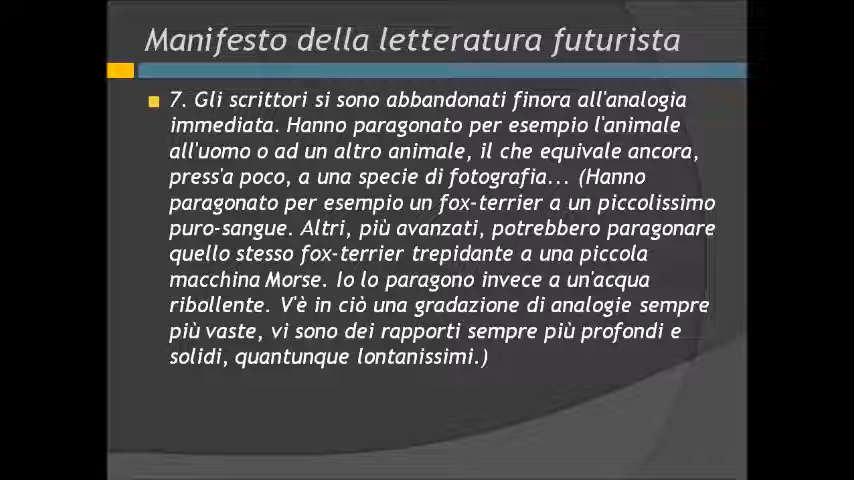 Manifesto della letteratura futurista
7. Gli scrittori si sono abbandonati finora all'analogia
immediata. Hanno paragonato per esempio l'animale
all'uomo o ad un altro animale, il che equivale ancora,
press'a poco, a una specie di fotografia... (Hanno
paragonato per esempio un fox-terrier a un piccolissimo
puro-sangue. Altri, più avanzati, potrebbero paragonare
quello stesso fox-terrier trepidante a una piccola
macchina Morse. Io lo paragono invece a un'acqua
ribollente. V'è in ciò una gradazione di analogie sempre
più vaste, vi sono dei rapporti sempre più profondi e
solidi, quantunque lontanissimi.)